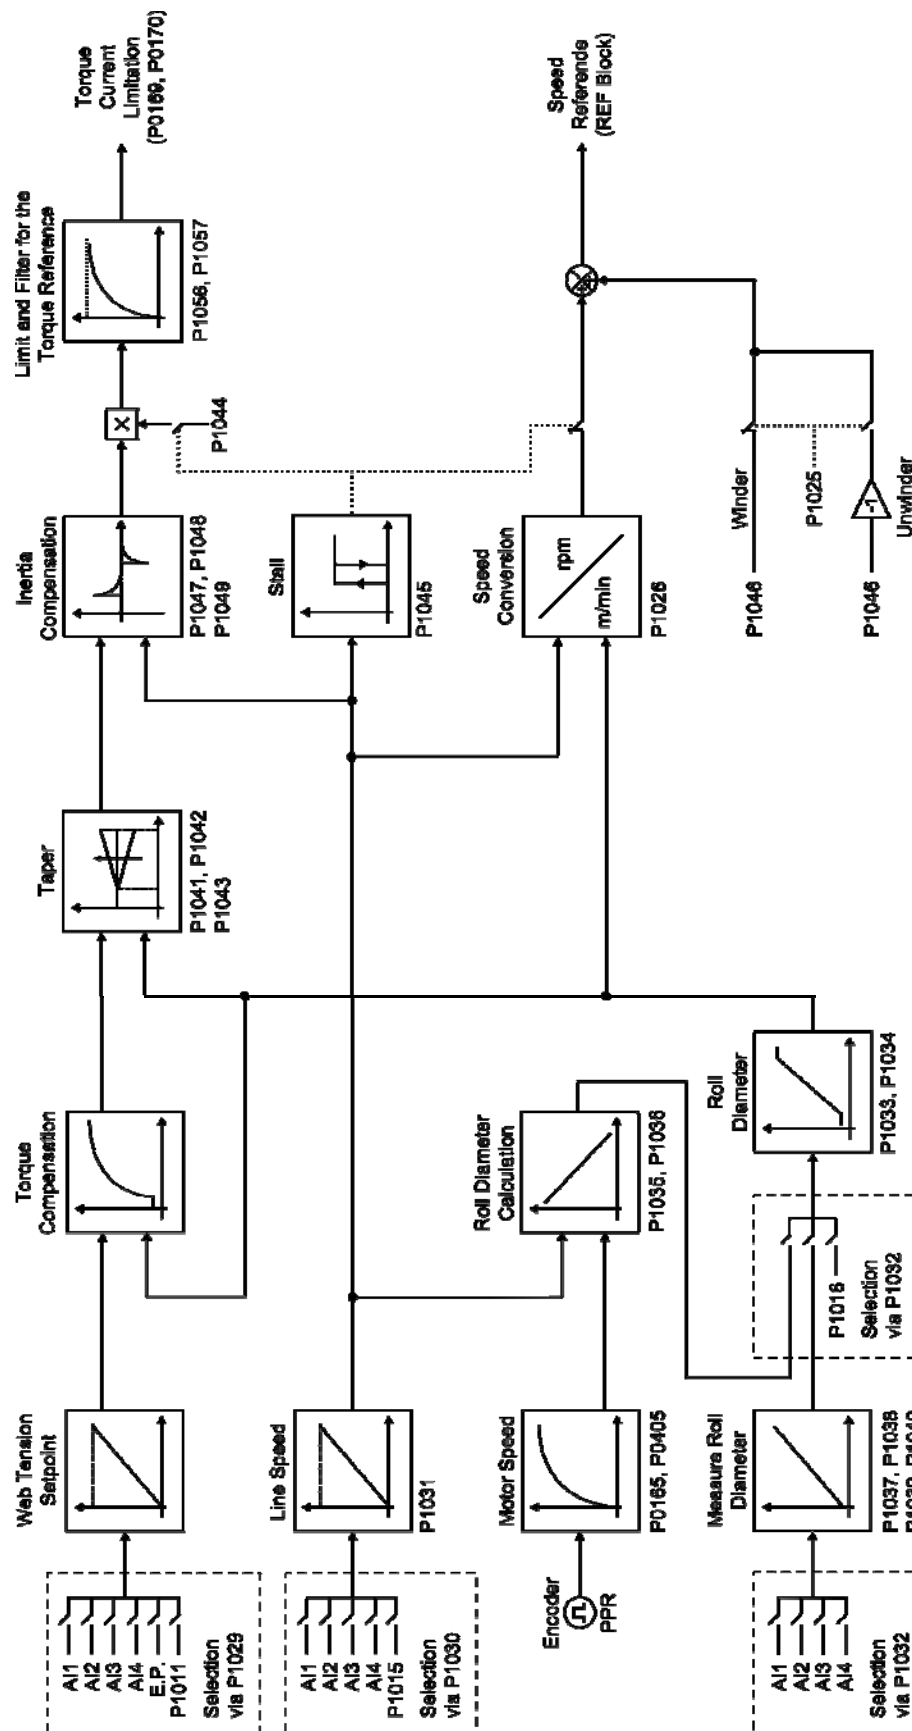 Web Tension
Setpoint
AI1
AI2
AI3
AI4
E.P.
P1011
Selection
via P1029
Torque
Compensation
Taper
P1041, P1042
P1043
Inertia
Compensation
P1047, P1048
P1049
X
P1044
Limit and Filter for the
Torque Reference
P1056, P1057
Torque
Current
Limitation
(P0169, P0170)
Line Speed
P1031
AI1
AI2
AI3
AI4
P1015
Selection
via P1030
Stall
P1045
Encoder
PPR
Motor Speed
P0165, P0405
Roll Diameter
Calculation
P1035, P1036
Speed
Conversion
rpm
m/min
P1026
Speed
Reference
(REF Block)
AI1
AI2
AI3
AI4
Selection
via P1032
Measure Roll
Diameter
P1037, P1038
P1016
Selection
via P1032
Roll
Diameter
P1033, P1034
Winder
P1046
P1025
P1046
-1
Unwinder